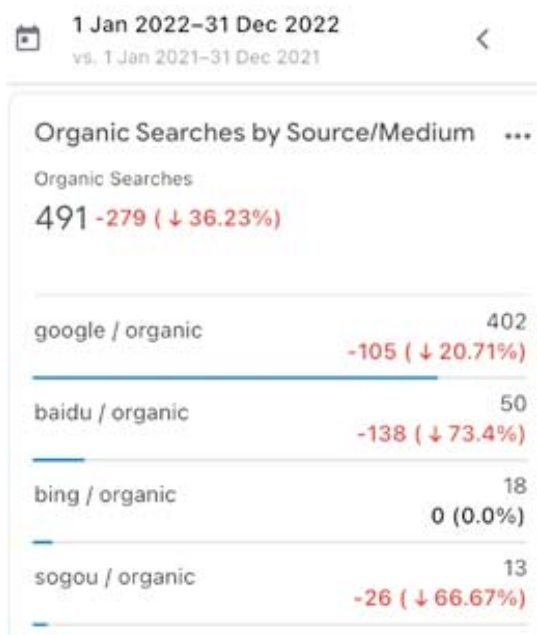 1 Jan 2022–31 Dec 2022
vs. 1 Jan 2021–31 Dec 2021
Organic Searches by Source/Medium
Organic Searches
491 -279 (↓36.23%)
google / organic 402
-105 (↓20.71%)
baidu / organic 50
-138 (↓73.4%)
bing / organic 18
0 (0.0%)
sogou / organic 13
-26 (↓66.67%)